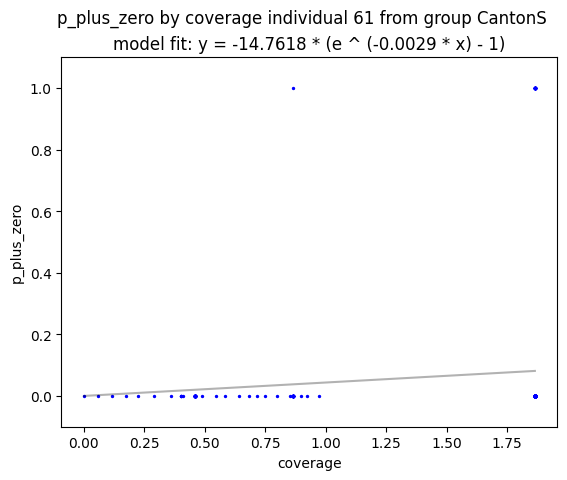 p_plus_zero by coverage individual 61 from group CantonS
model fit: y = -14.7618 * (e ^ (-0.0029 * x) - 1)
1.0
0.8
0.6
0.4
0.2
0.0
p_plus_zero
0.00 0.25 0.50 0.75 1.00 1.25 1.50 1.75
coverage